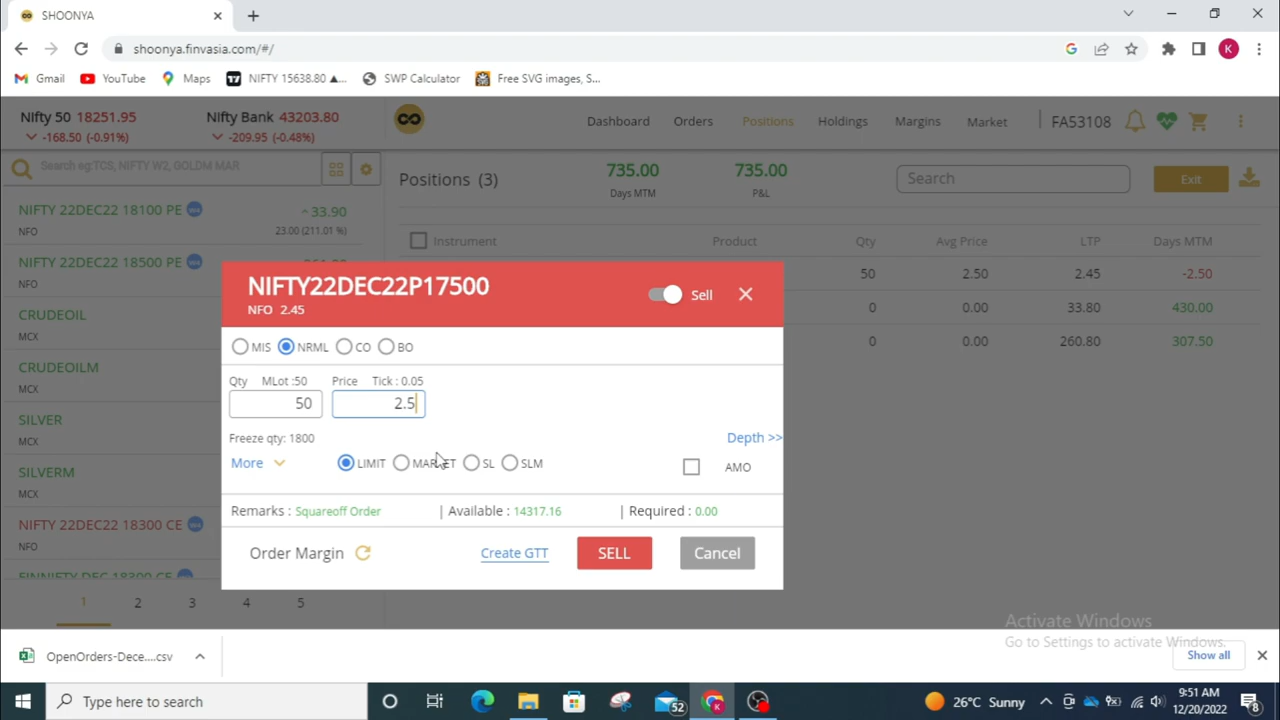 SHOONYA
shoonya.finvasia.com/#/
Gmail
YouTube
Maps
NIFTY 15638.80 ▲...
SWP Calculator
Free SVG images, S...
K
NIfty 50 18251.95
-168.50 (-0.91%)
Nifty Bank 43203.80
-209.95 (-0.48%)
Dashboard
Orders
Positions
Holdings
Margins
Market
FA53108
Search eg:TCS, NIFTY W2, GOLDM MAR
Positions (3)
735.00
Days MTM
735.00
P&L
Search
Exit
NIFTY 22DEC22 18100 PE
33.90
NFO
23.00 (211.01 %)
NIFTY 22DEC22 18500 PE
NFO
CRUDEOIL
MCX
CRUDEOILM
MCX
SILVER
MCX
SILVERM
MCX
NIFTY 22DEC22 18300 CE
NFO
FINNIFTY DEC 18300 CE
1 2 3 4 5
Instrument Product Qty Avg Price LTP Days MTM
50 2.50 2.45 -2.50
0 0.00 33.80 430.00
0 0.00 260.80 307.50
NIFTY22DEC22P17500
NFO 2.45
Sell
MIS NRML CO BO
Qty MLot :50 Price Tick : 0.05
50 2.5
Freeze qty: 1800
Depth >>
More
LIMIT MARKET SL SLM
AMO
Remarks : Squareoff Order | Available : 14317.16 | Required : 0.00
Order Margin
Create GTT
SELL
Cancel
Activate Windows
Go to Settings to activate Windows.
OpenOrders-Dece....csv
Show all
Type here to search
52
K
26°C Sunny
9:51 AM
12/20/2022
8